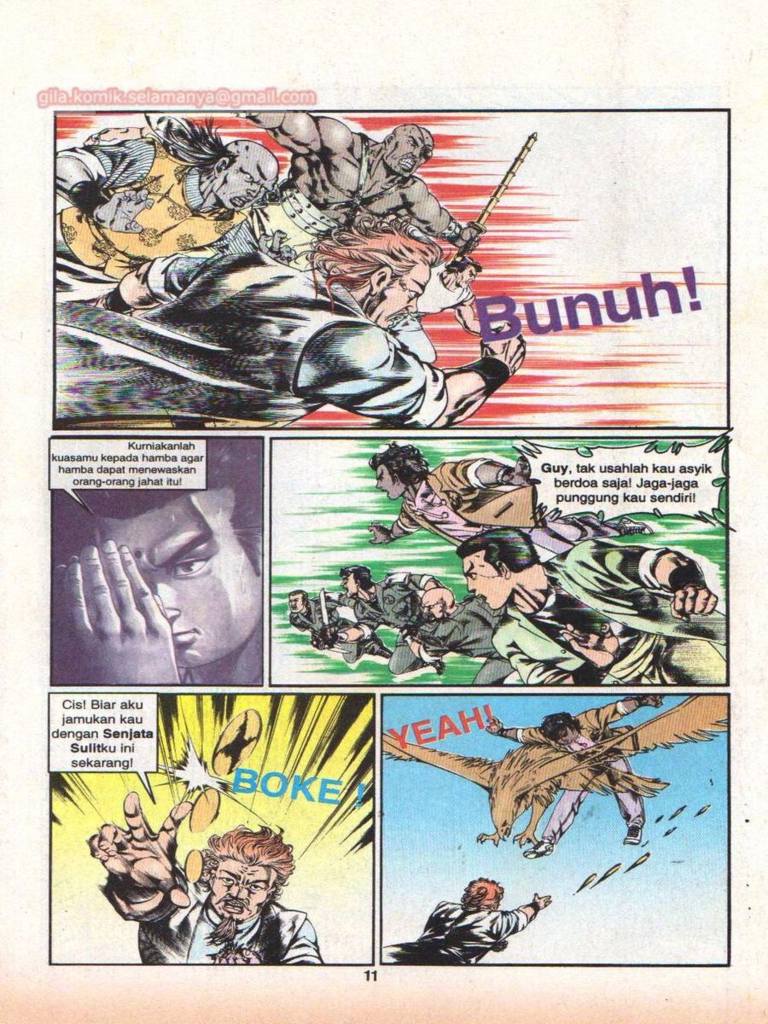 gila.komik.selamanya@gmail.com
Bunuh!
Kurniakanlah
kuasamu kepada hamba agar
hamba dapat menewaskan
orang-orang jahat itu!
Guy, tak usahlah kau asyik
berdoa saja! Jaga-jaga
punggung kau sendiri!
Cis! Biar aku
jamukan kau
dengan Senjata
Sulitku ini
sekarang!
BOKE!
YEAH!
11